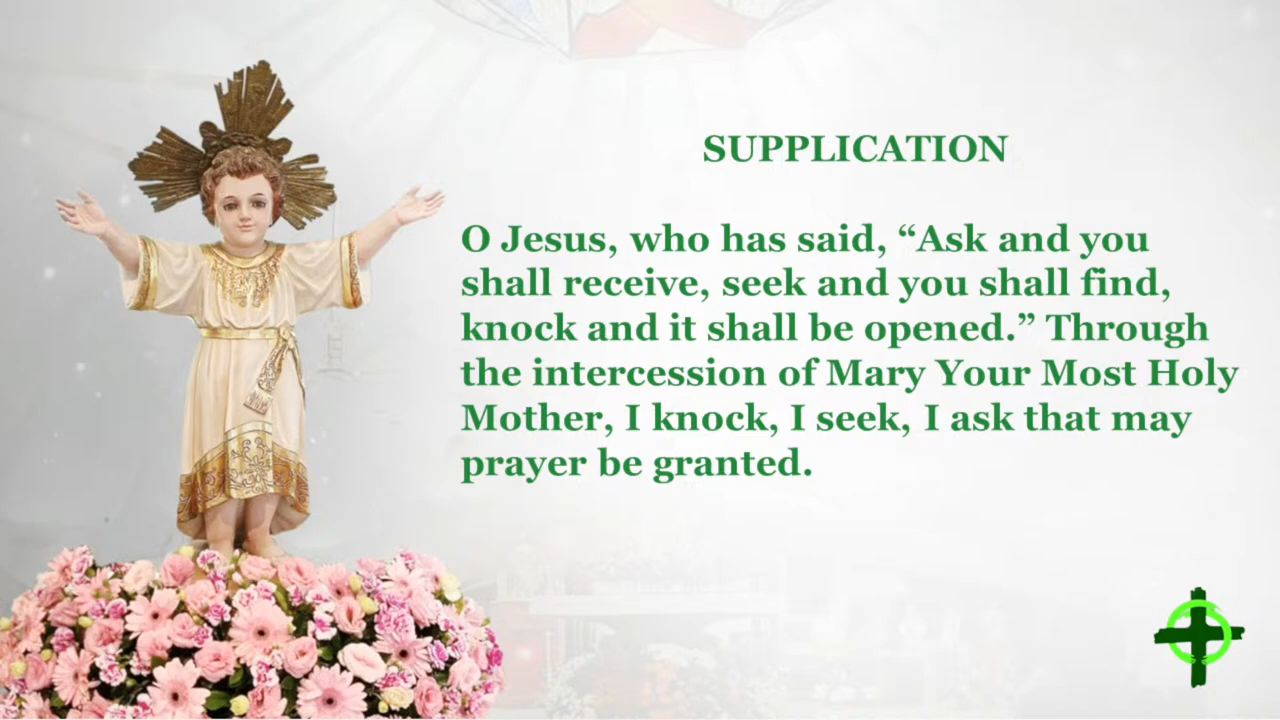 SUPPLICATION
O Jesus, who has said, “Ask and you
shall receive, seek and you shall find,
knock and it shall be opened.” Through
the intercession of Mary Your Most Holy
Mother, I knock, I seek, I ask that may
prayer be granted.